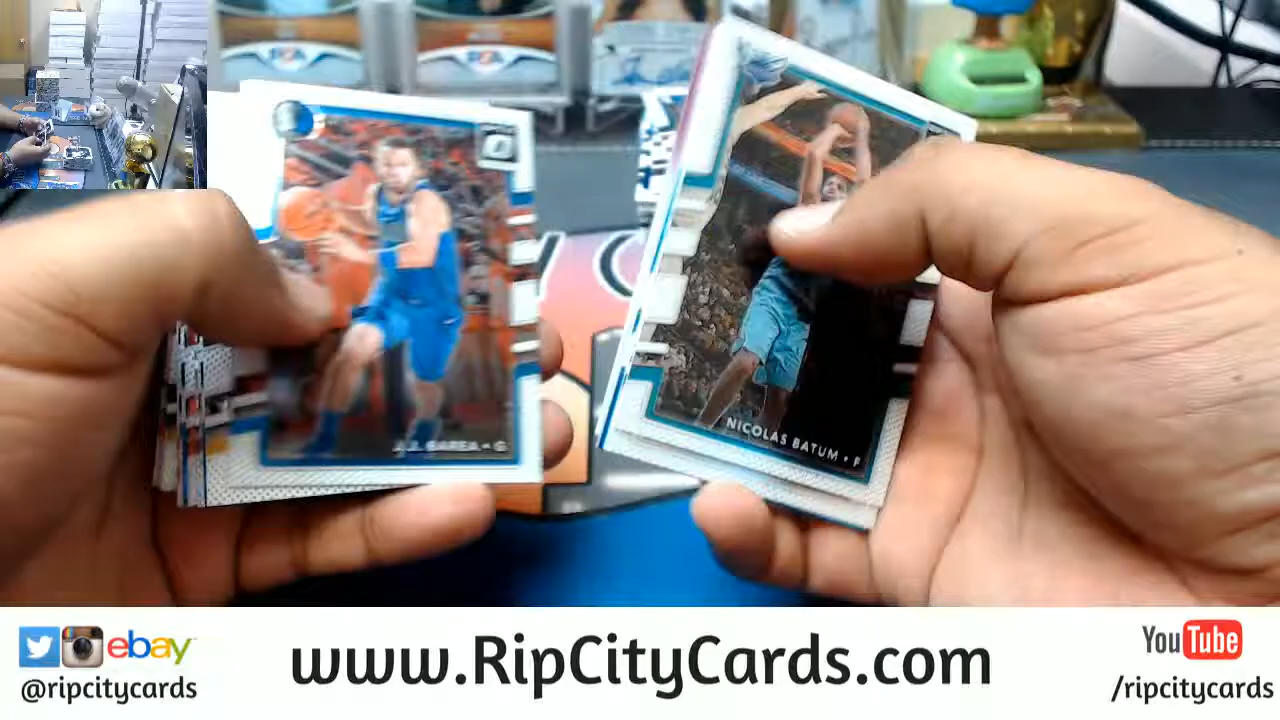 J.J. BAREA • G
NICOLAS BATUM • F
ebay
@ripcitycards
www.RipCityCards.com
YouTube
/ripcitycards